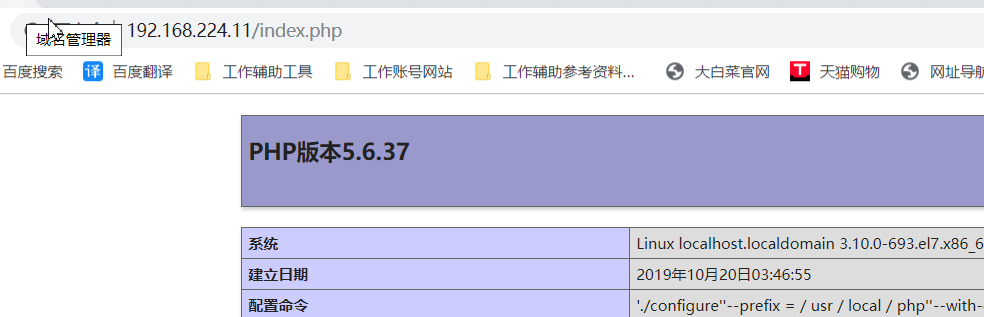 192.168.224.11/index.php
域名管理器
百度搜索 译 百度翻译 工作辅助工具 工作账号网站 工作辅助参考资料... 大白菜官网 T 天猫购物 网址导航
PHP版本5.6.37
系统 Linux localhost.localdomain 3.10.0-693.el7.x86_6
建立日期 2019年10月20日03:46:55
配置命令 './configure''--prefix = / usr / local / php''--with-